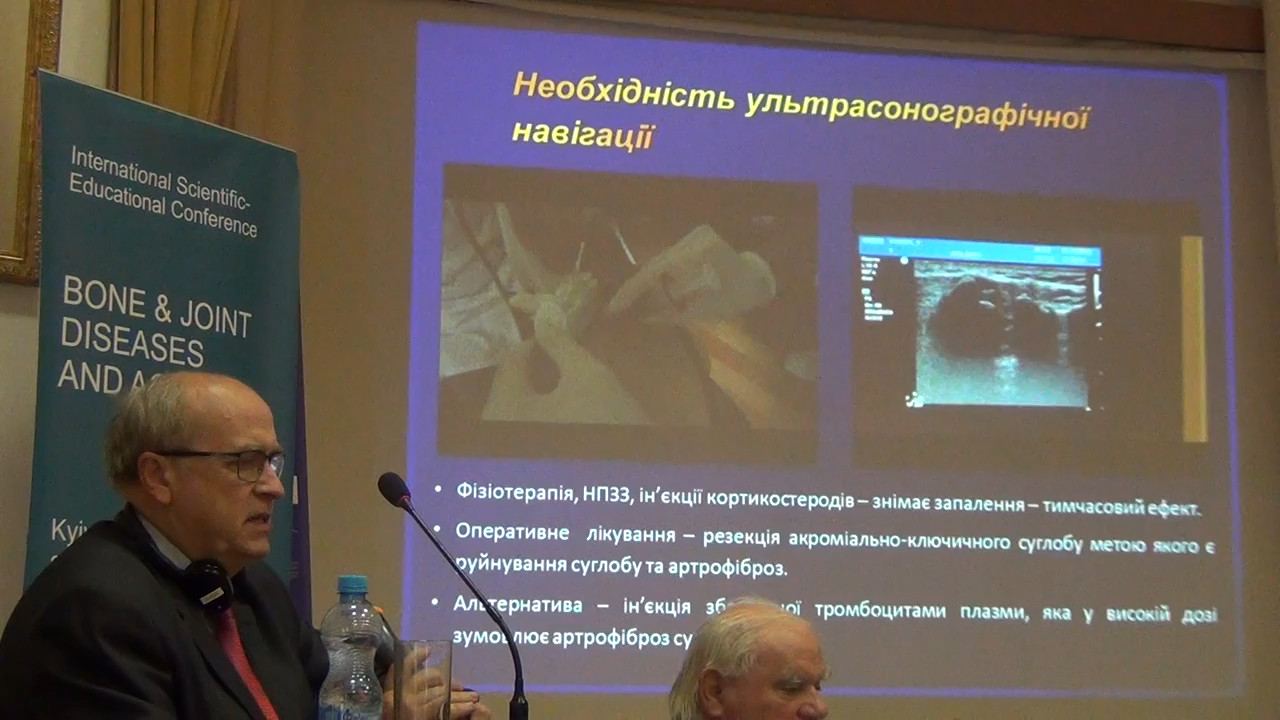 International Scientific-
Educational Conference
BONE & JOINT
DISEASES
AND
Необхідність ультрасонографічної
навігації
• Фізіотерапія, НПЗЗ, ін’єкції кортикостеродів – знімає запалення – тимчасовий ефект.
• Оперативне лікування – резекція акроміально-ключичного суглобу метою якого є
руйнування суглобу та артрофіброз.
• Альтернатива – ін’єкція тромбоцитами плазми, яка у високій дозі
зумовлює артрофіброз